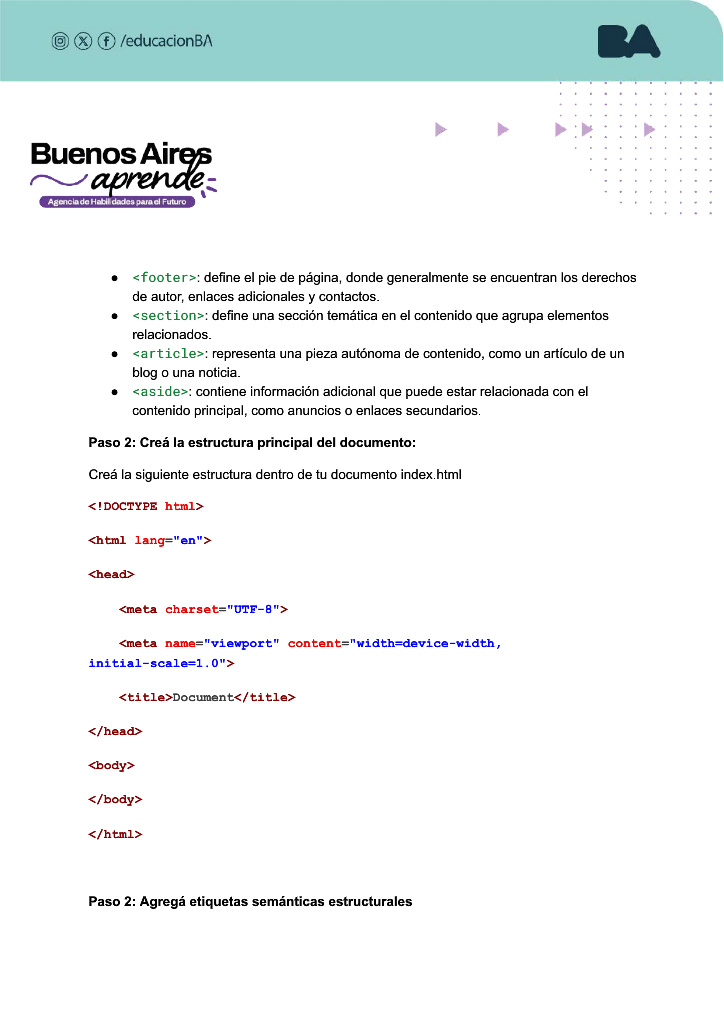 /educacionBA
BA
Buenos Aires
aprende
Agencia de Habilidades para el Futuro
● <footer>: define el pie de página, donde generalmente se encuentran los derechos
de autor, enlaces adicionales y contactos.
● <section>: define una sección temática en el contenido que agrupa elementos
relacionados.
● <article>: representa una pieza autónoma de contenido, como un artículo de un
blog o una noticia.
● <aside>: contiene información adicional que puede estar relacionada con el
contenido principal, como anuncios o enlaces secundarios.
Paso 2: Creá la estructura principal del documento:
Creá la siguiente estructura dentro de tu documento index.html
<!DOCTYPE html>
<html lang="en">
<head>
<meta charset="UTF-8">
<meta name="viewport" content="width=device-width,
initial-scale=1.0">
<title>Document</title>
</head>
<body>
</body>
</html>
Paso 2: Agregá etiquetas semánticas estructurales